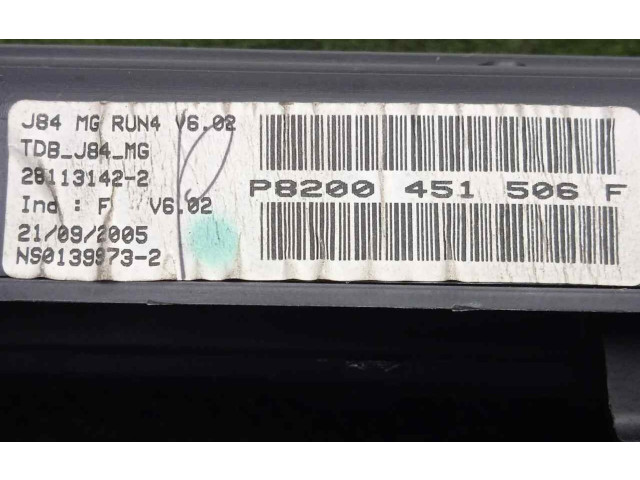 J84 MG RUN4 V6.02
TDB_J84_MG
28113142-2
Ind : F V6.02
21/09/2005
NS0139973-2
P8200 451 506 F